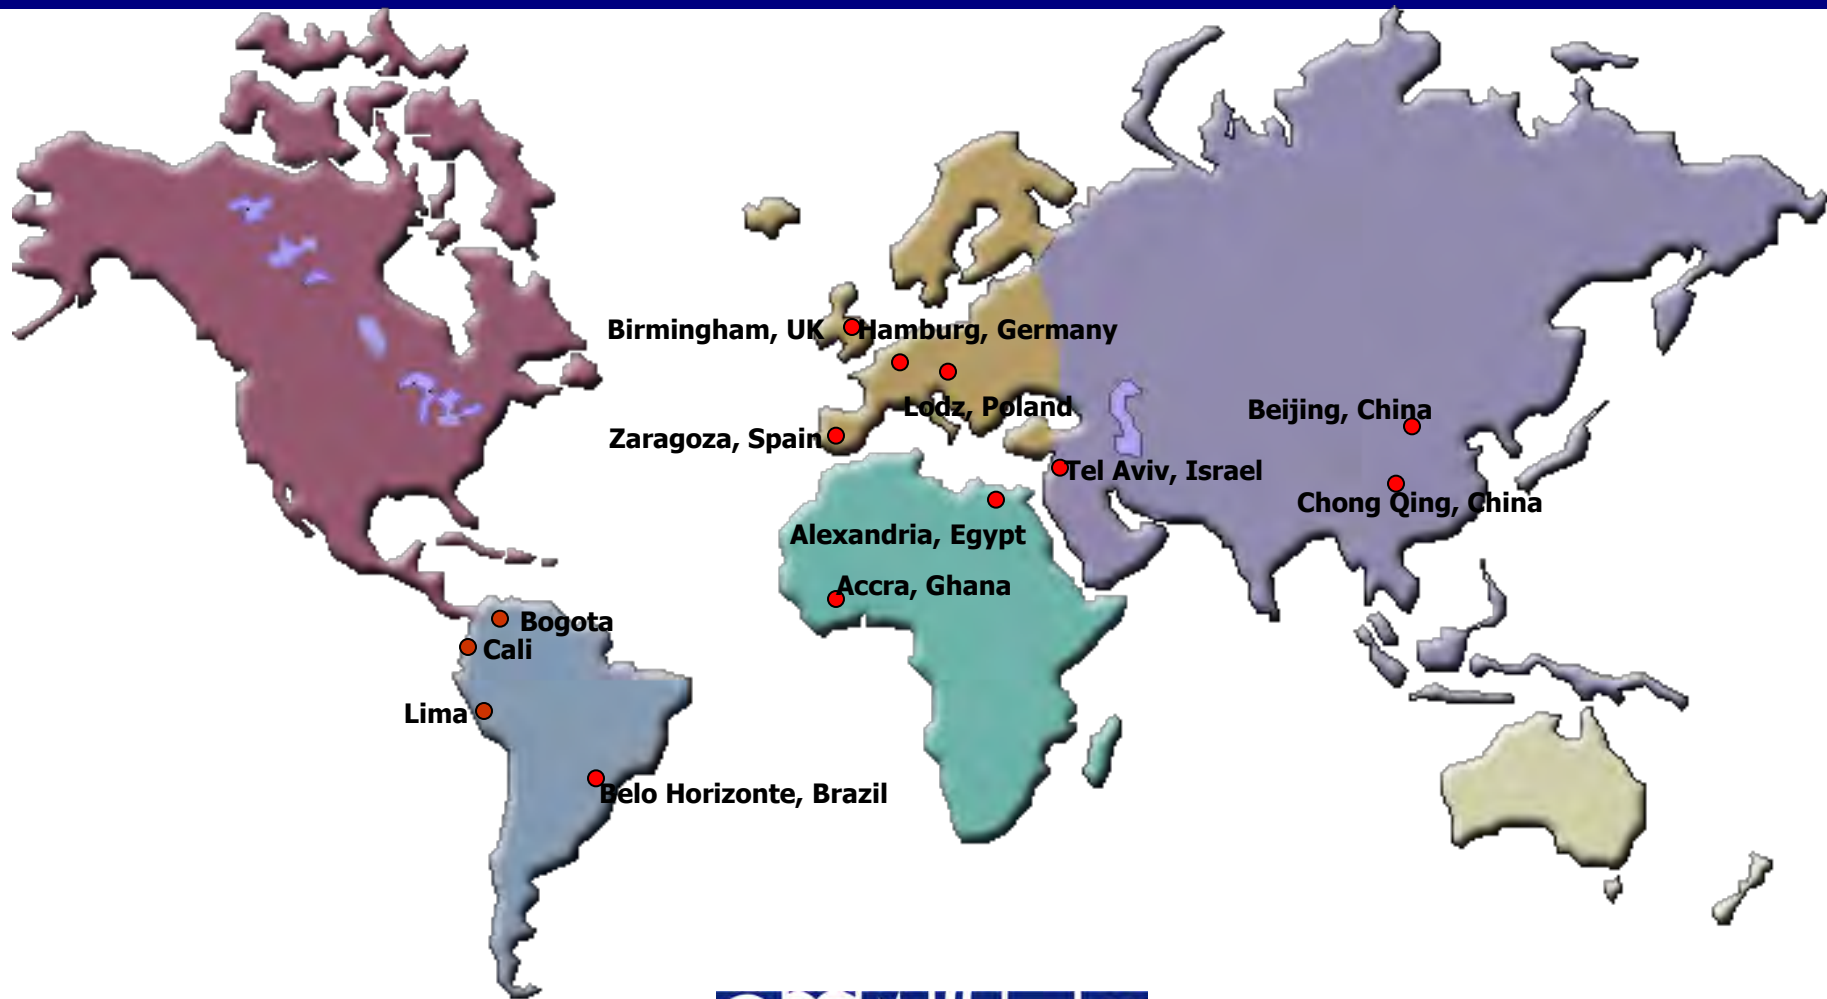 Birmingham, UK
Hamburg, Germany
Lodz, Poland
Zaragoza, Spain
Beijing, China
Tel Aviv, Israel
Chong Qing, China
Alexandria, Egypt
Accra, Ghana
Bogota
Cali
Lima
Belo Horizonte, Brazil